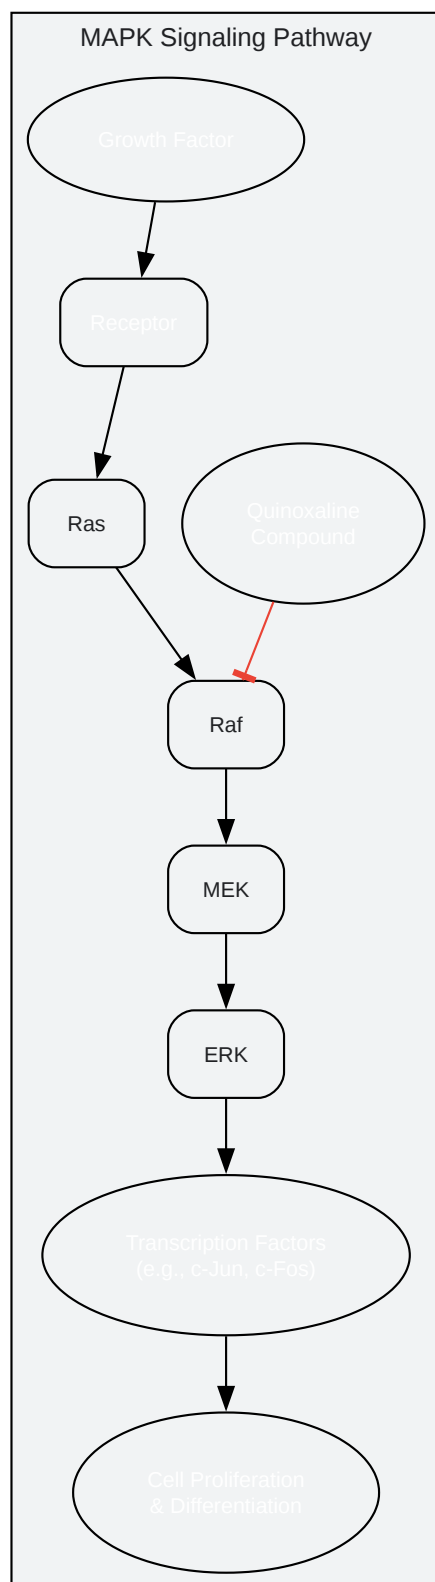 MAPK Signaling Pathway
Growth Factor
Receptor
Ras
Quinoxaline
Compound
Raf
MEK
ERK
Transcription Factors
(e.g., c-Jun, c-Fos)
Cell Proliferation
& Differentiation